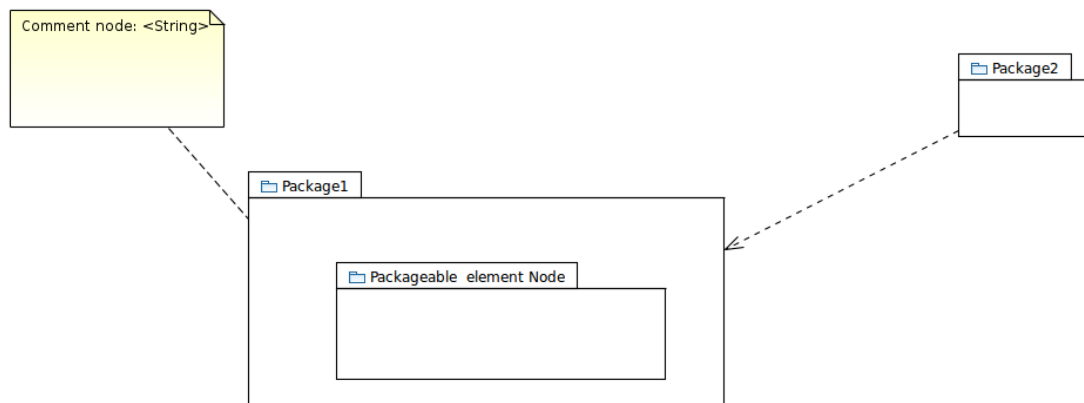 Comment node: <String>
Package2
Package1
Packageable element Node